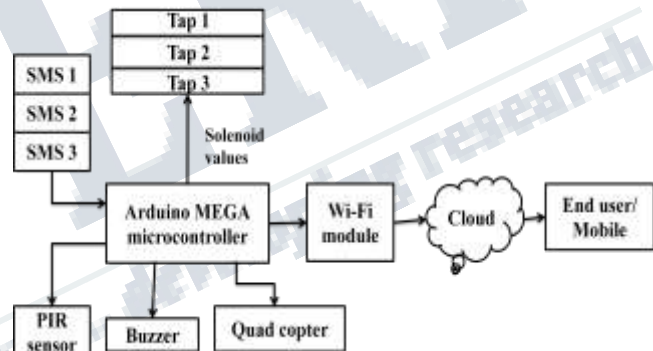 Tap 1
Tap 2
Tap 3
SMS 1
SMS 2
SMS 3
Solenoid
values
Arduino MEGA
microcontroller
Wi-Fi
module
Cloud
End user/
Mobile
PIR
sensor
Buzzer
Quad copter
research